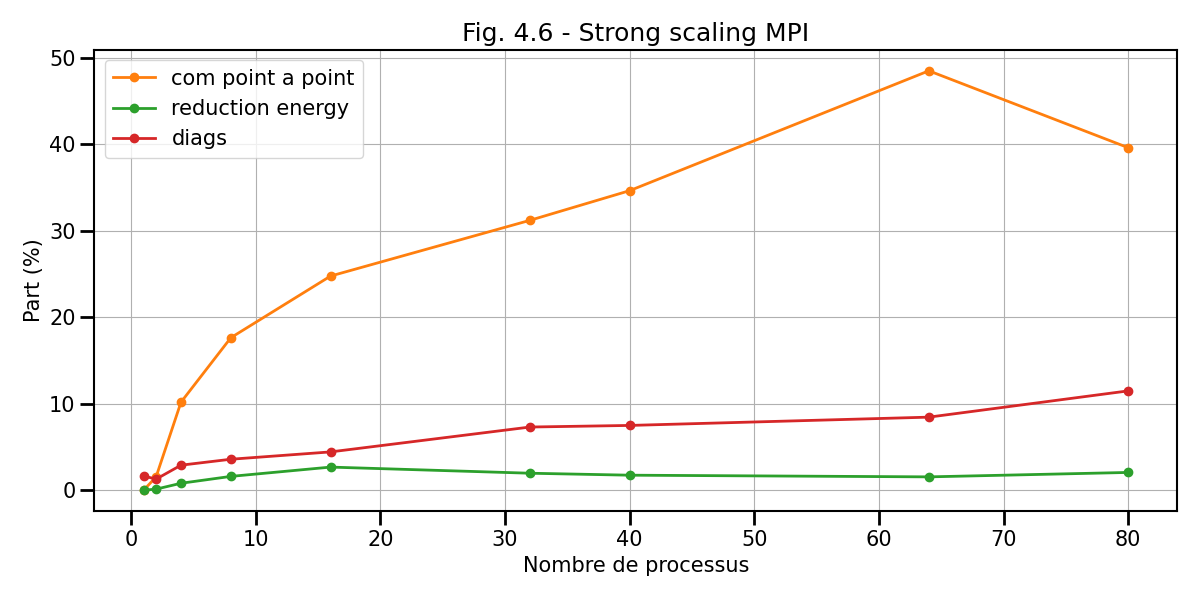 Fig. 4.6 - Strong scaling MPI
com point a point
reduction energy
diags
Part (%)
50
40
30
20
10
0
0 10 20 30 40 50 60 70 80
Nombre de processus